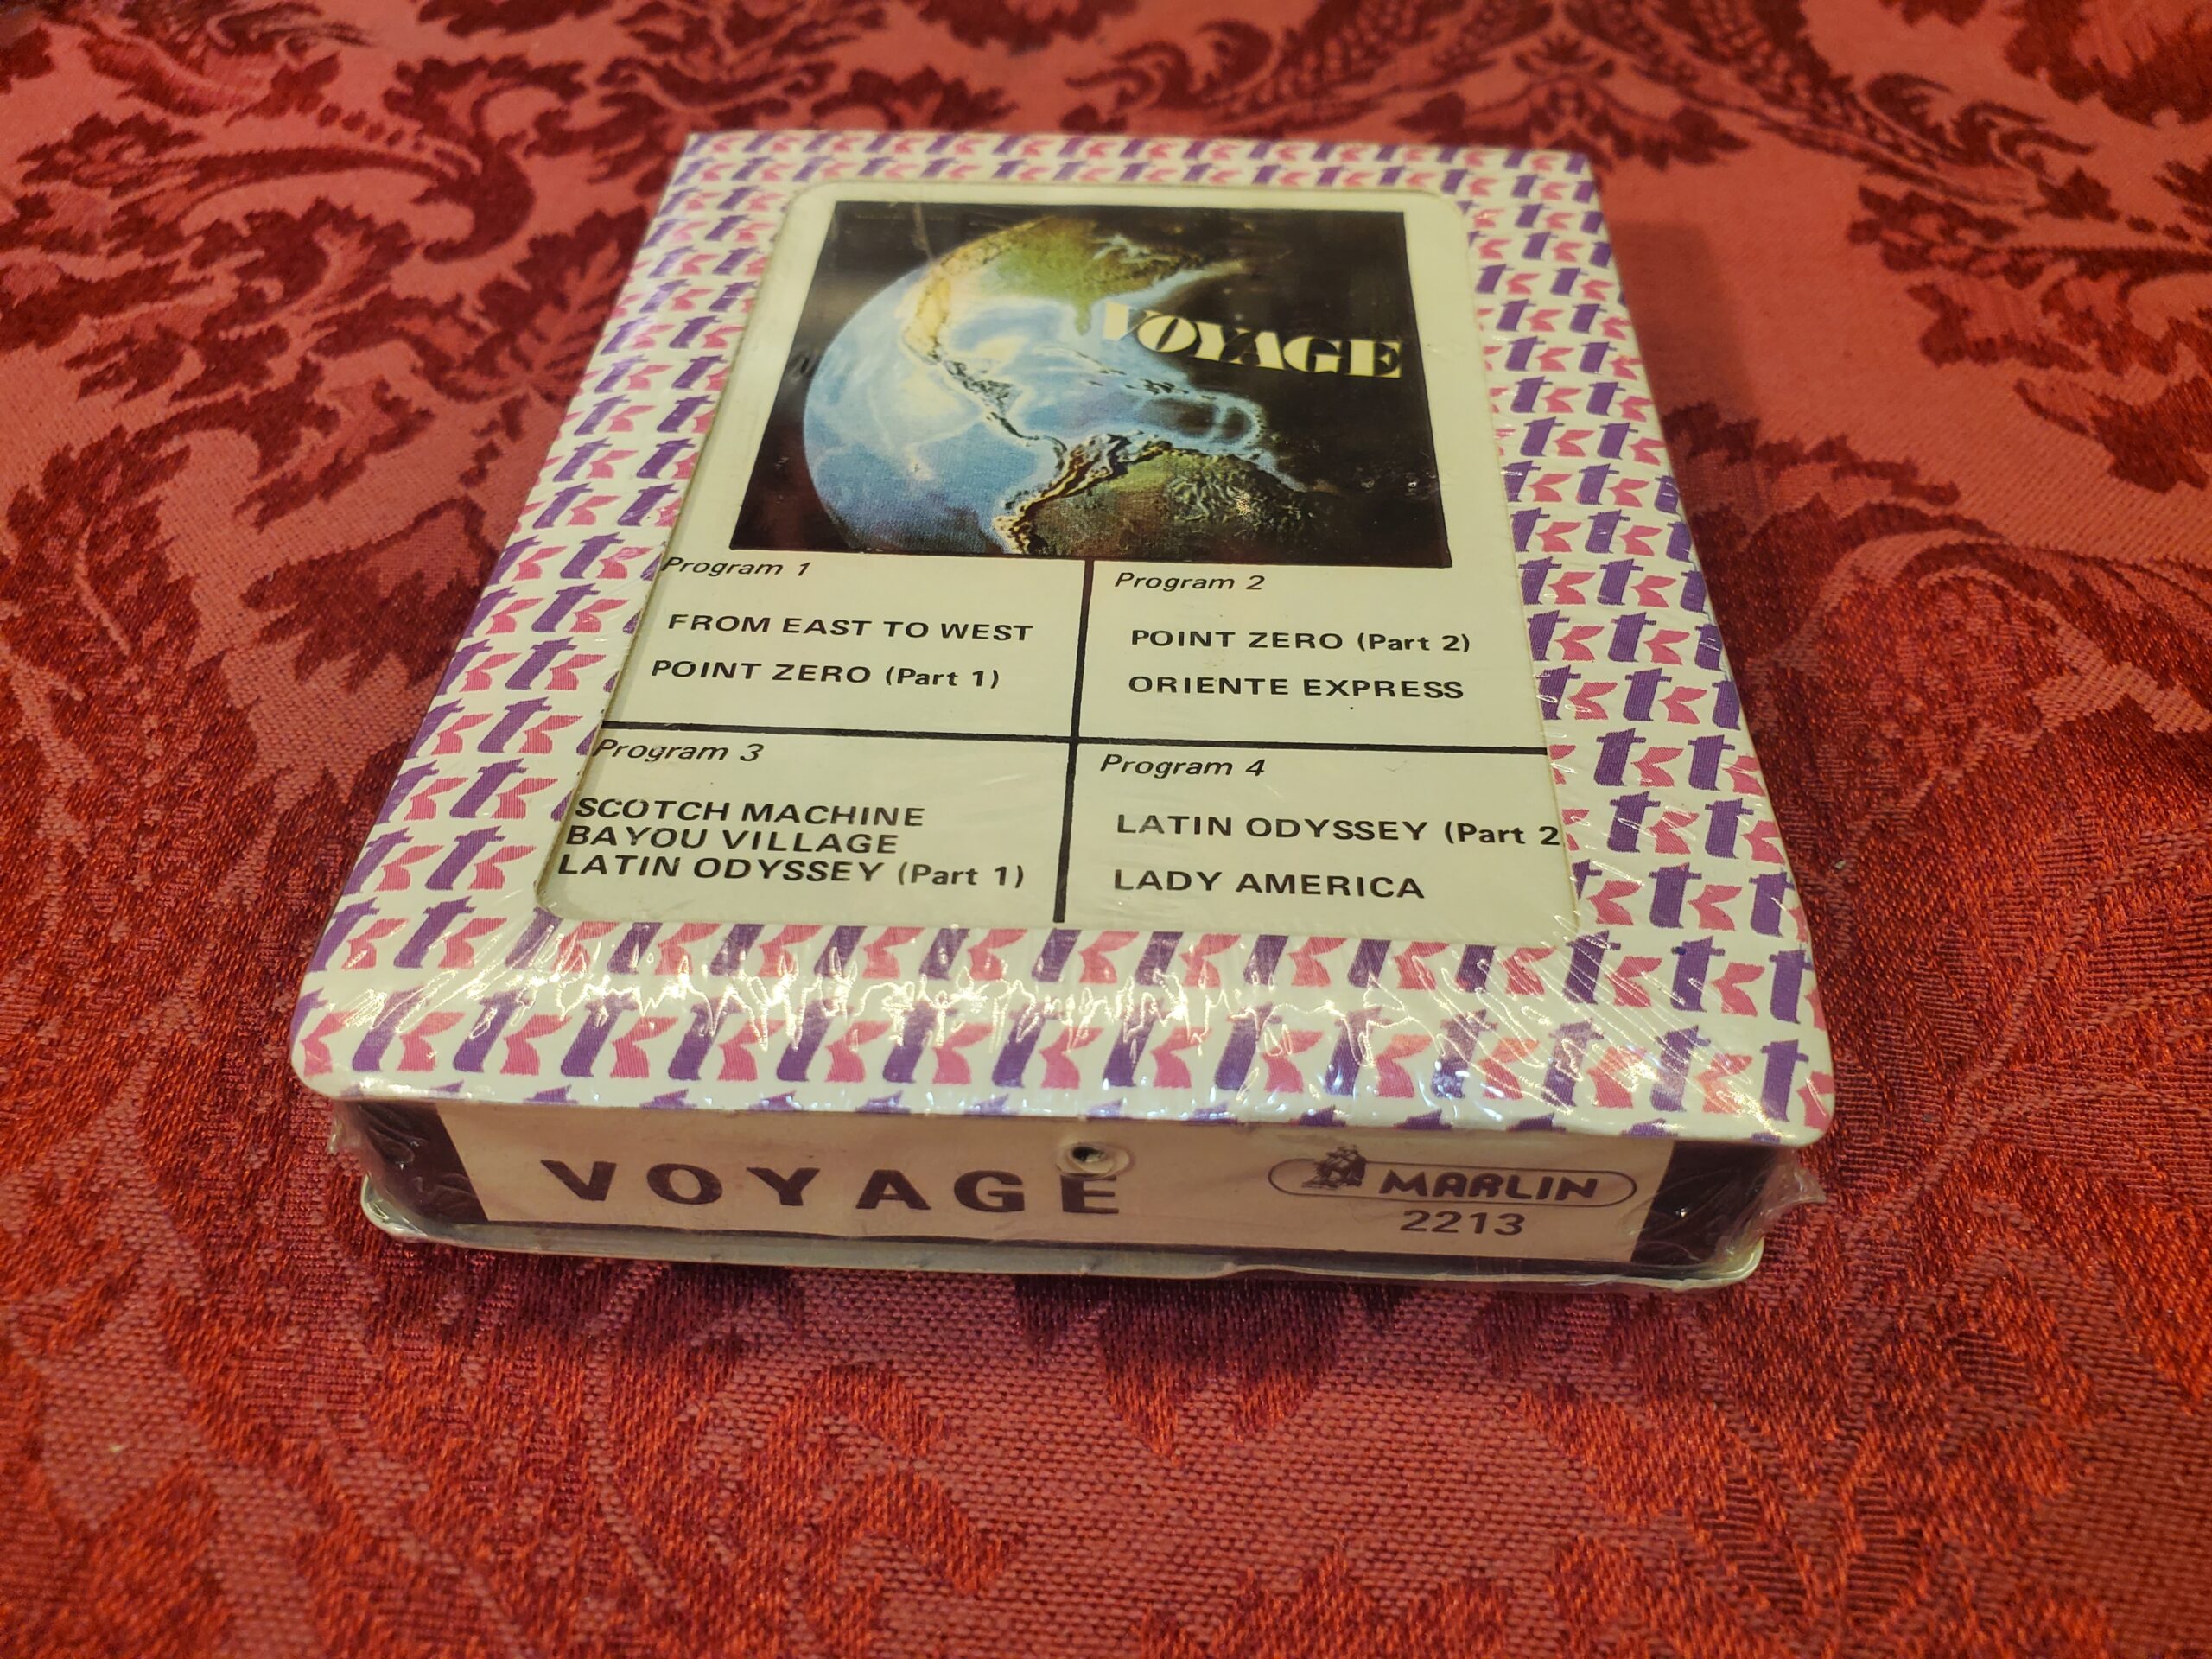 VOYAGE
Program 1
FROM EAST TO WEST
POINT ZERO (Part 1)
Program 2
POINT ZERO (Part 2)
ORIENTE EXPRESS
Program 3
SCOTCH MACHINE
BAYOU VILLAGE
LATIN ODYSSEY (Part 1)
Program 4
LATIN ODYSSEY (Part 2
LADY AMERICA
VOYAGE
MARLIN
2213